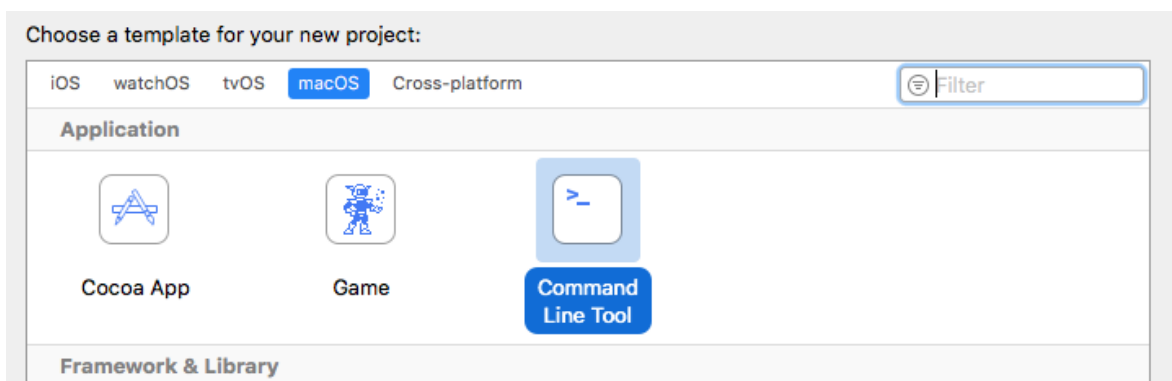 Choose a template for your new project:
iOS watchOS tvOS macOS Cross-platform Filter
Application
>_
Cocoa App Game Command
Line Tool
Framework & Library